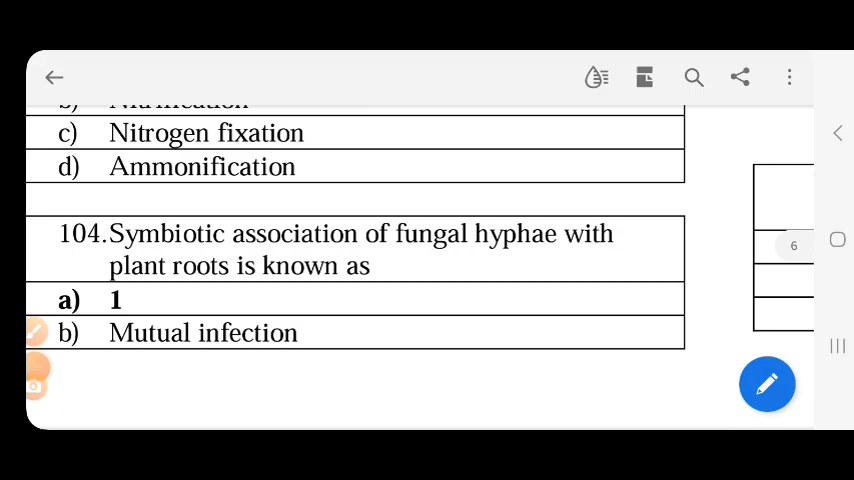 b) Nitrification
c) Nitrogen fixation
d) Ammonification
104.Symbiotic association of fungal hyphae with
plant roots is known as
a) 1
b) Mutual infection
6